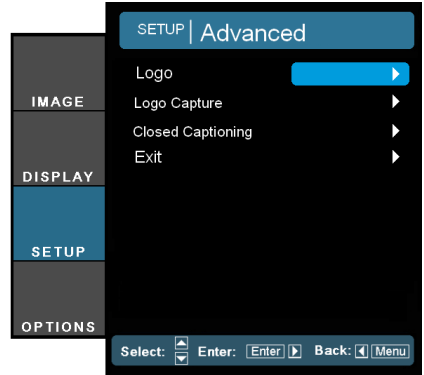 SETUP| Advanced
Logo
Logo Capture
Closed Captioning
Exit
IMAGE
DISPLAY
SETUP
OPTIONS
Select: Enter: Enter Back: Menu